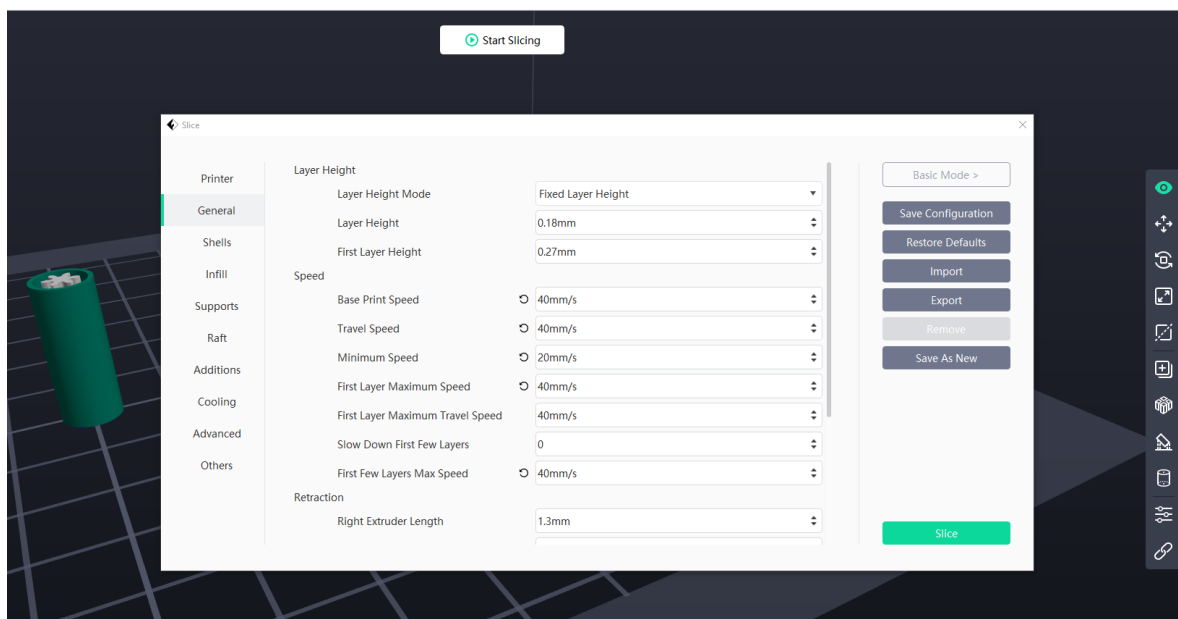 Start Slicing
Slice
Printer
General
Shells
Infill
Supports
Raft
Additions
Cooling
Advanced
Others
Layer Height
Layer Height Mode Fixed Layer Height
Layer Height 0.18mm
First Layer Height 0.27mm
Speed
Base Print Speed 40mm/s
Travel Speed 40mm/s
Minimum Speed 20mm/s
First Layer Maximum Speed 40mm/s
First Layer Maximum Travel Speed 40mm/s
Slow Down First Few Layers 0
First Few Layers Max Speed 40mm/s
Retraction
Right Extruder Length 1.3mm
Basic Mode >
Save Configuration
Restore Defaults
Import
Export
Remove
Save As New
Slice